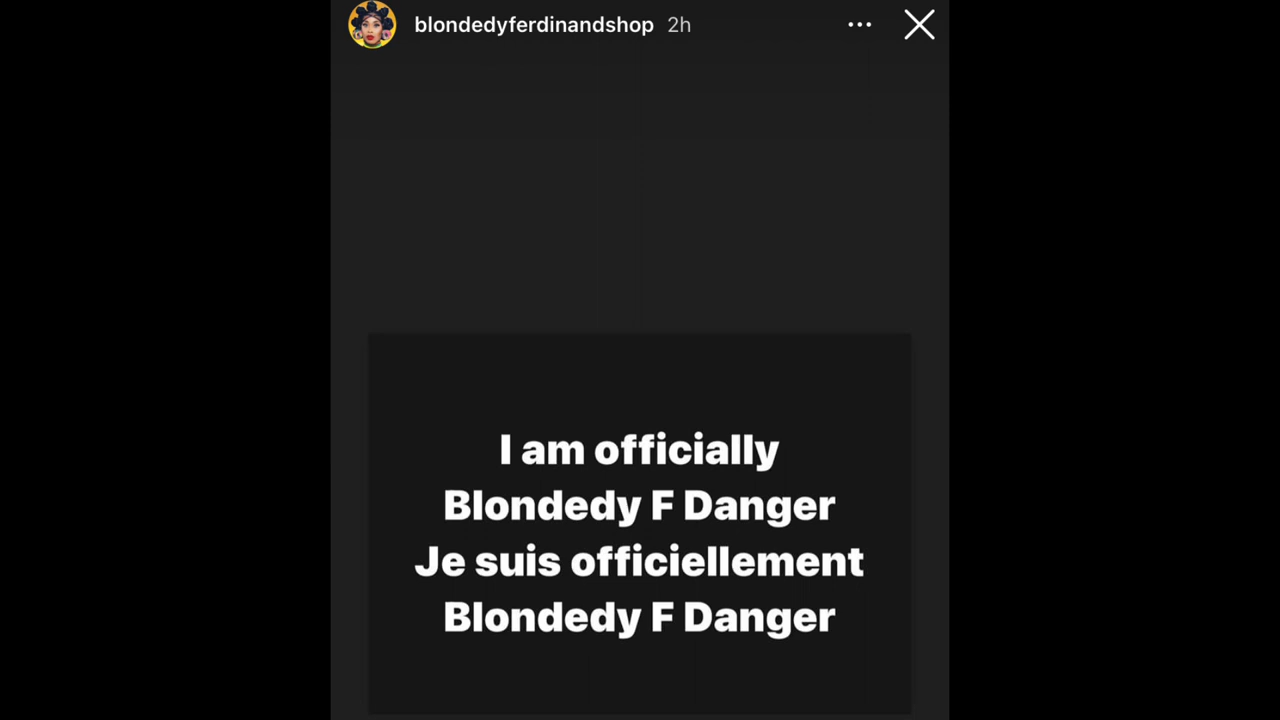 blondedyferdinandshop 2h
I am officially
Blondedy F Danger
Je suis officiellement
Blondedy F Danger